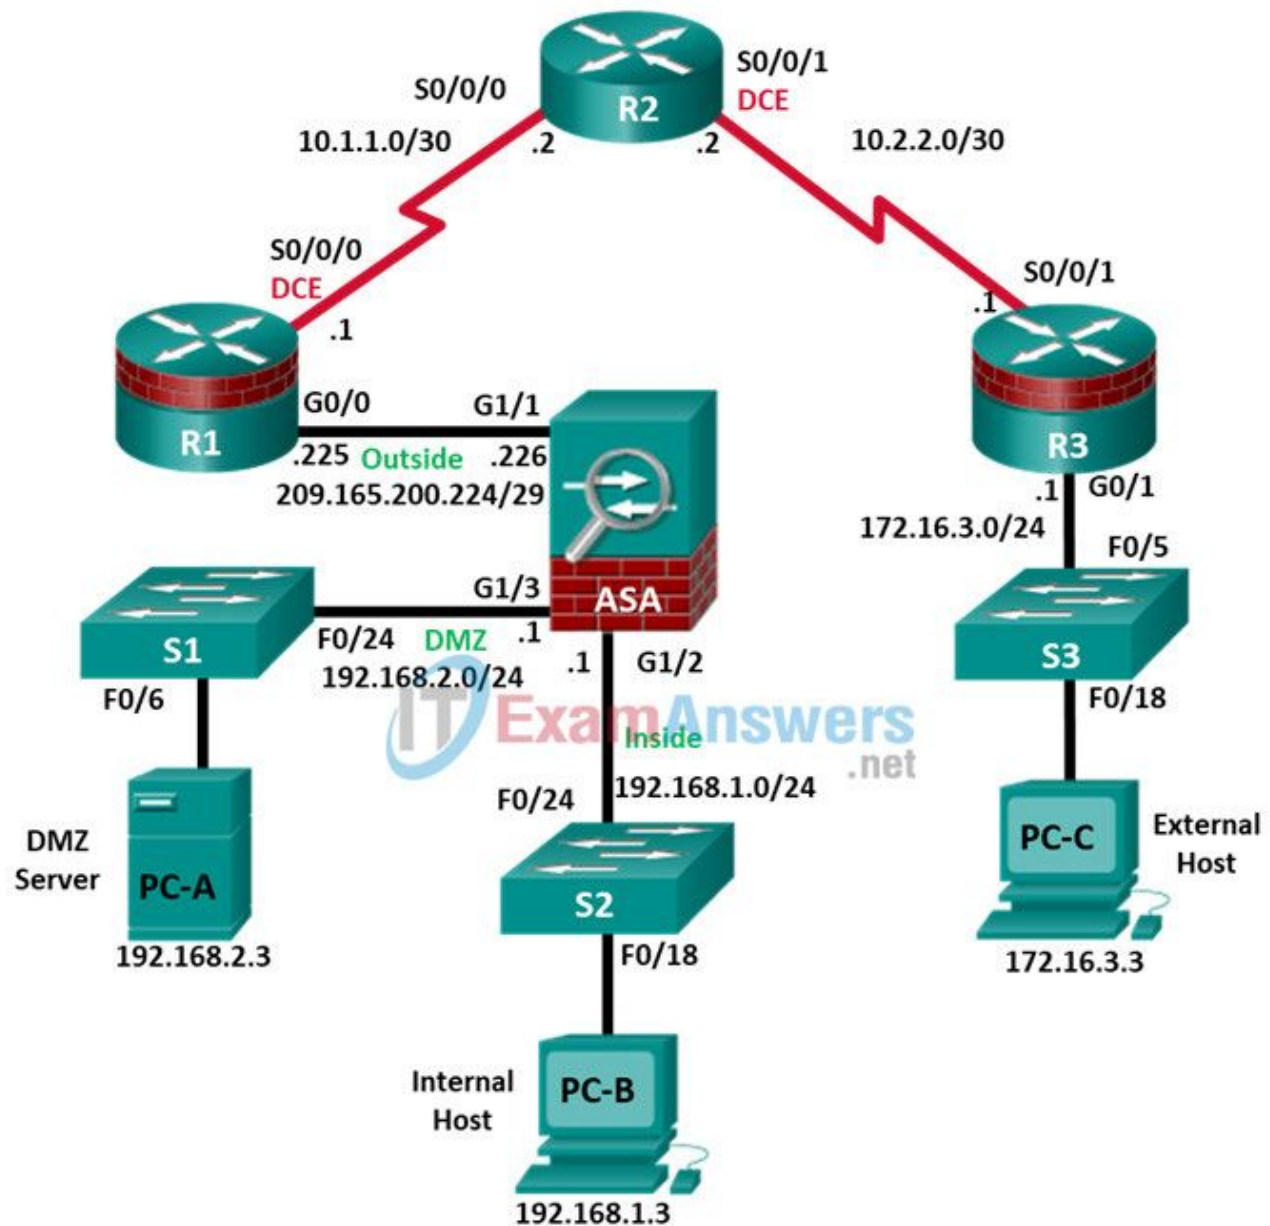 R2
S0/0/0
S0/0/1
DCE
10.1.1.0/30
.2
.2
10.2.2.0/30
S0/0/0
DCE
.1
S0/0/1
.1
R1
G0/0
G1/1
.225
Outside
.226
209.165.200.224/29
R3
.1
G0/1
172.16.3.0/24
F0/5
G1/3
ASA
S1
F0/24
DMZ
.1
192.168.2.0/24
.1
G1/2
S3
F0/18
F0/6
ITExamAnswers
.net
Inside
192.168.1.0/24
F0/24
DMZ
Server
PC-A
192.168.2.3
S2
F0/18
PC-C
External
Host
172.16.3.3
Internal
Host
PC-B
192.168.1.3